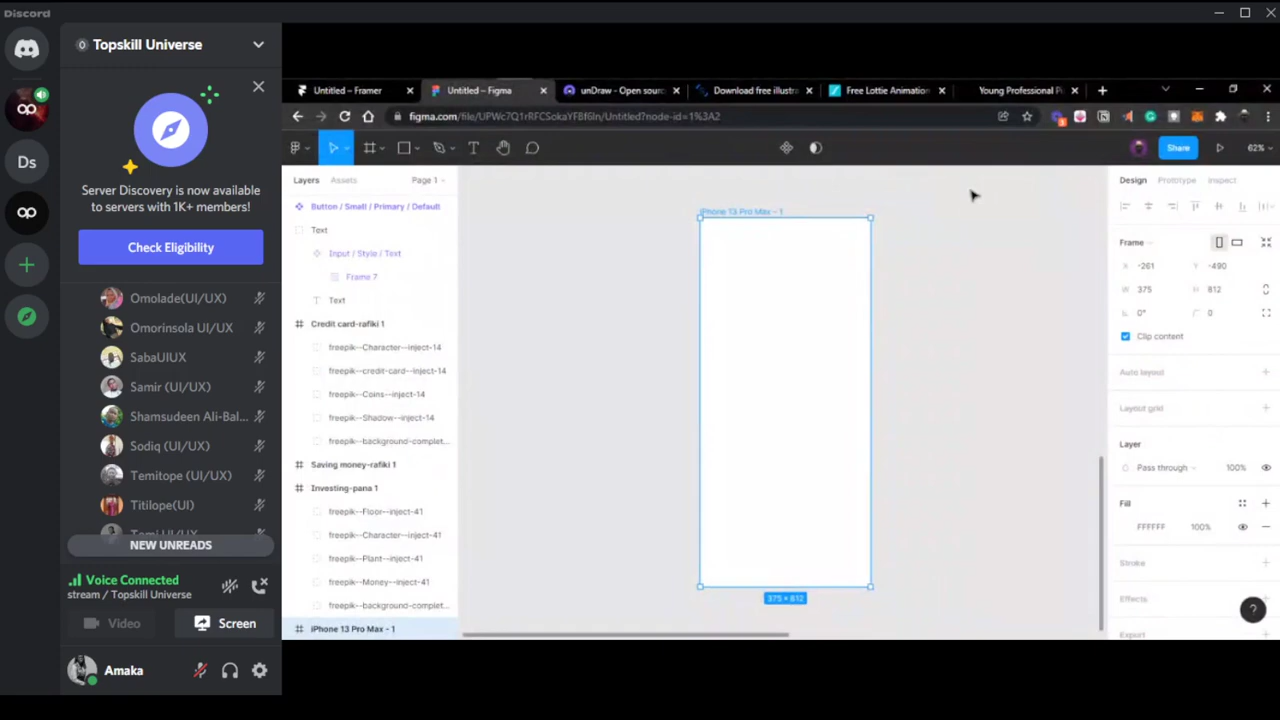 Discord
Topskill Universe
Server Discovery is now available
to servers with 1K+ members!
Check Eligibility
Ds
Omolade(UI/UX)
Omorinsola UI/UX
SabaUIUX
Samir (UI/UX)
Shamsudeen Ali-Bal...
Sodiq (UI/UX)
Temitope (UI/UX)
Titilope(UI)
NEW UNREADS
Voice Connected
stream / Topskill Universe
Video
Screen
Amaka
Untitled – Framer
Untitled – Figma
unDraw - Open sourc
Download free illustra
Free Lottie Animation
Young Professional Pi
figma.com/file/UPWc7Q1rRFCSokaYFBf6In/Untitled?node-id=1%3A2
Share
62%
Layers
Assets
Page 1
Button / Small / Primary / Default
Text
Input / Style / Text
Frame 7
Text
Credit card-rafiki 1
freepik--Character--inject-14
freepik--credit-card--inject-14
freepik--Coins--inject-14
freepik--Shadow--inject-14
freepik--background-complet...
Saving money-rafiki 1
Investing-pana 1
freepik--Floor--inject-41
freepik--Character--inject-41
freepik--Plant--inject-41
freepik--Money--inject-41
freepik--background-complet...
iPhone 13 Pro Max - 1
iPhone 13 Pro Max - 1
375 × 812
Design
Prototype
Inspect
Frame
X -261
Y -490
W 375
H 812
0°
0
Clip content
Auto layout
Layout grid
Layer
Pass through
100%
Fill
FFFFFF
100%
Stroke
Effects
Export
?